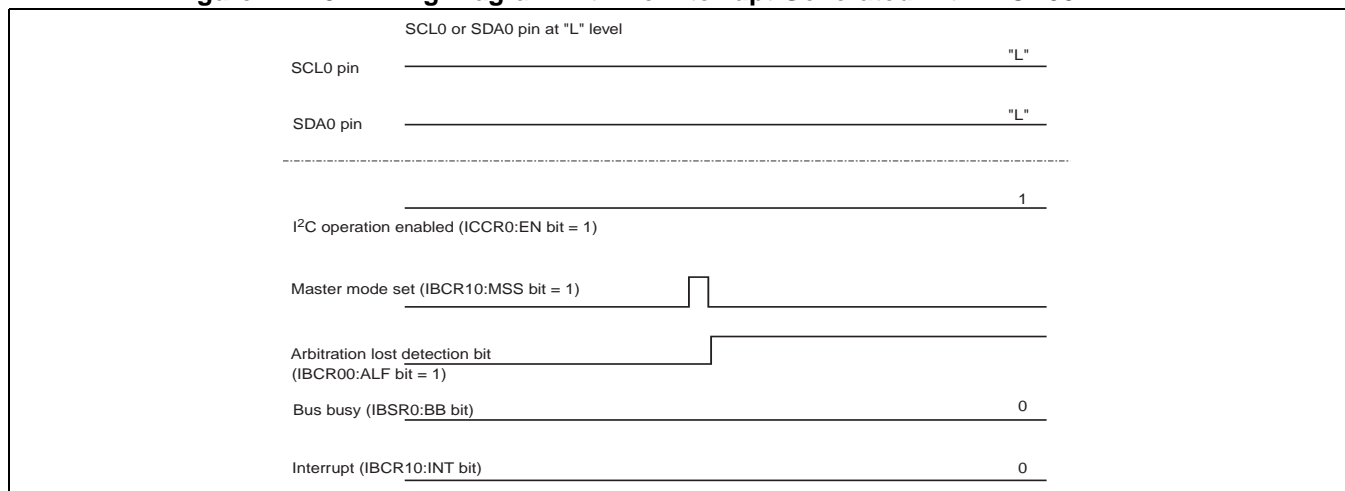 SCL0 or SDA0 pin at "L" level
"L"
SCL0 pin
"L"
SDA0 pin
1
I²C operation enabled (ICCR0:EN bit = 1)
Master mode set (IBCR10:MSS bit = 1)
Arbitration lost detection bit
(IBCR00:ALF bit = 1)
Bus busy (IBSR0:BB bit)
0
Interrupt (IBCR10:INT bit)
0